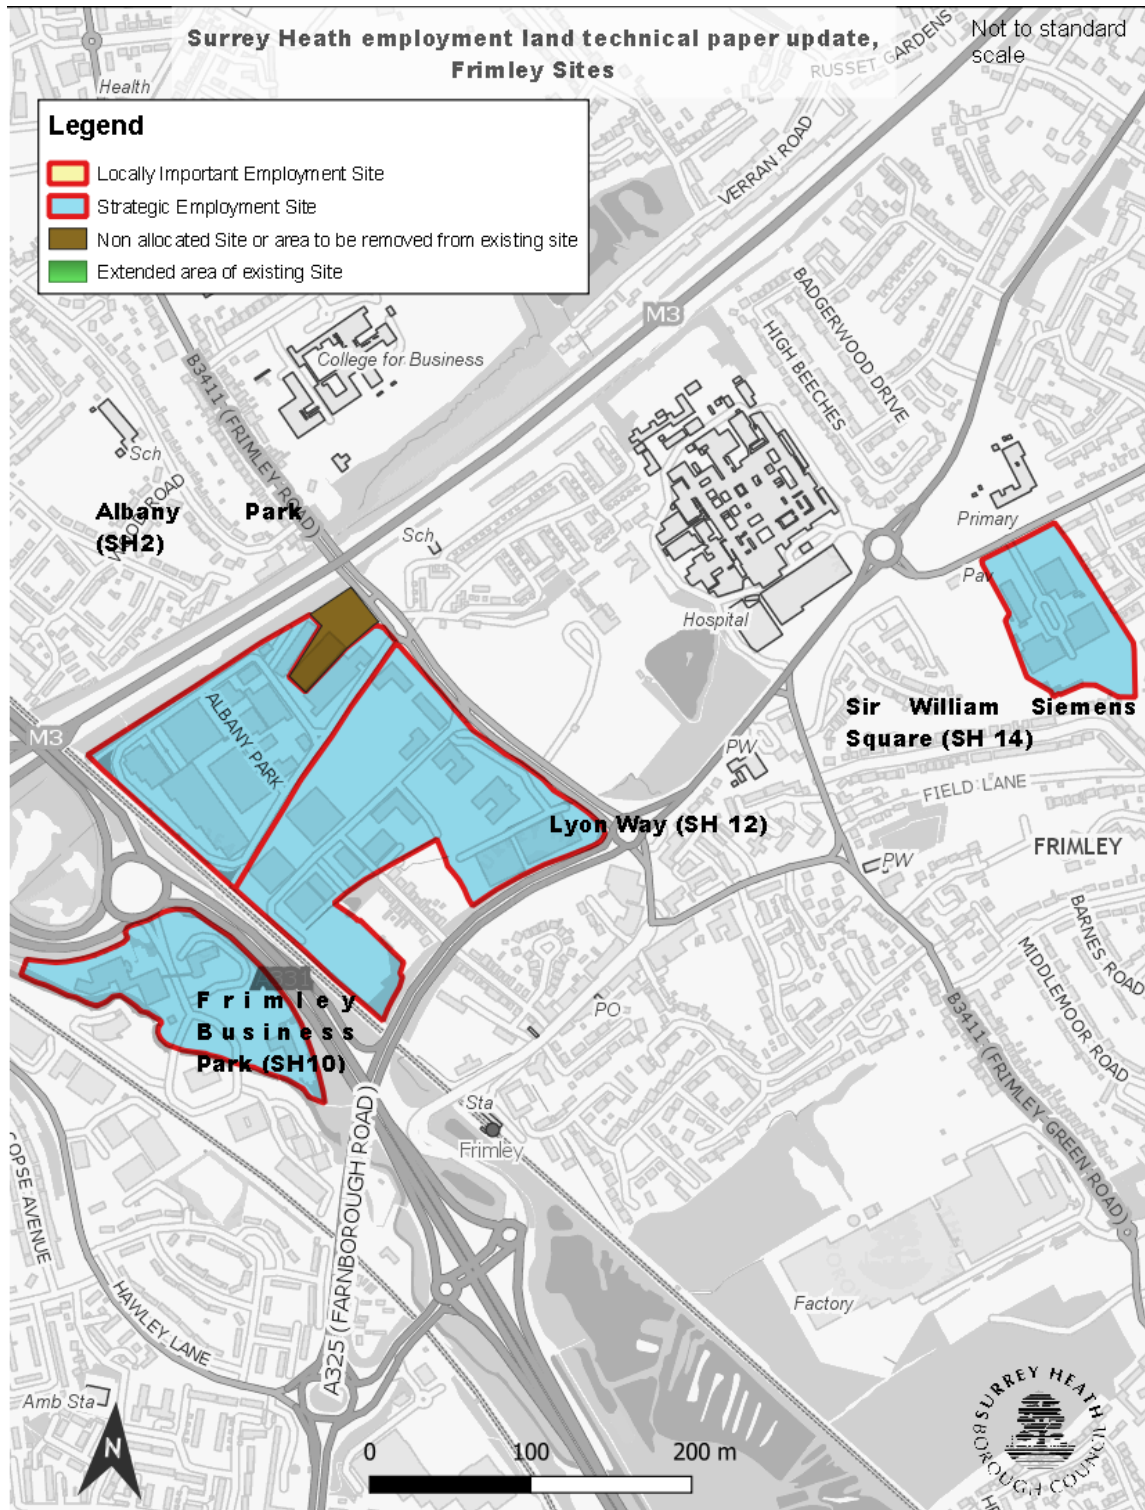 Surrey Heath employment land technical paper update,
Frimley Sites
Not to standard
scale
RUSSET GARDENS
Health
Legend
Locally Important Employment Site
Strategic Employment Site
Non allocated Site or area to be removed from existing site
Extended area of existing Site
VERRAN ROAD
M3
BADGERWOOD DRIVE
HIGH BEECHES
College for Business
B3411 (FRIMLEY ROAD)
Sch
Albany Park
(SH2)
Sch
Primary
Pav
Hospital
ALBANY PARK
M3
Sir William Siemens
Square (SH 14)
PW
FIELD LANE
Lyon Way (SH 12)
FRIMLEY
PW
BARNES ROAD
MIDDLEMOOR ROAD
A331
Frimley
Business
Park (SH10)
PO
B3411 (FRIMLEY GREEN ROAD)
Sta
Frimley
COPSE AVENUE
HAWLEY LANE
A325 (FARNBOROUGH ROAD)
Factory
Amb Sta
N
0 100 200 m
SURREY HEATH
BOROUGH COUNCIL